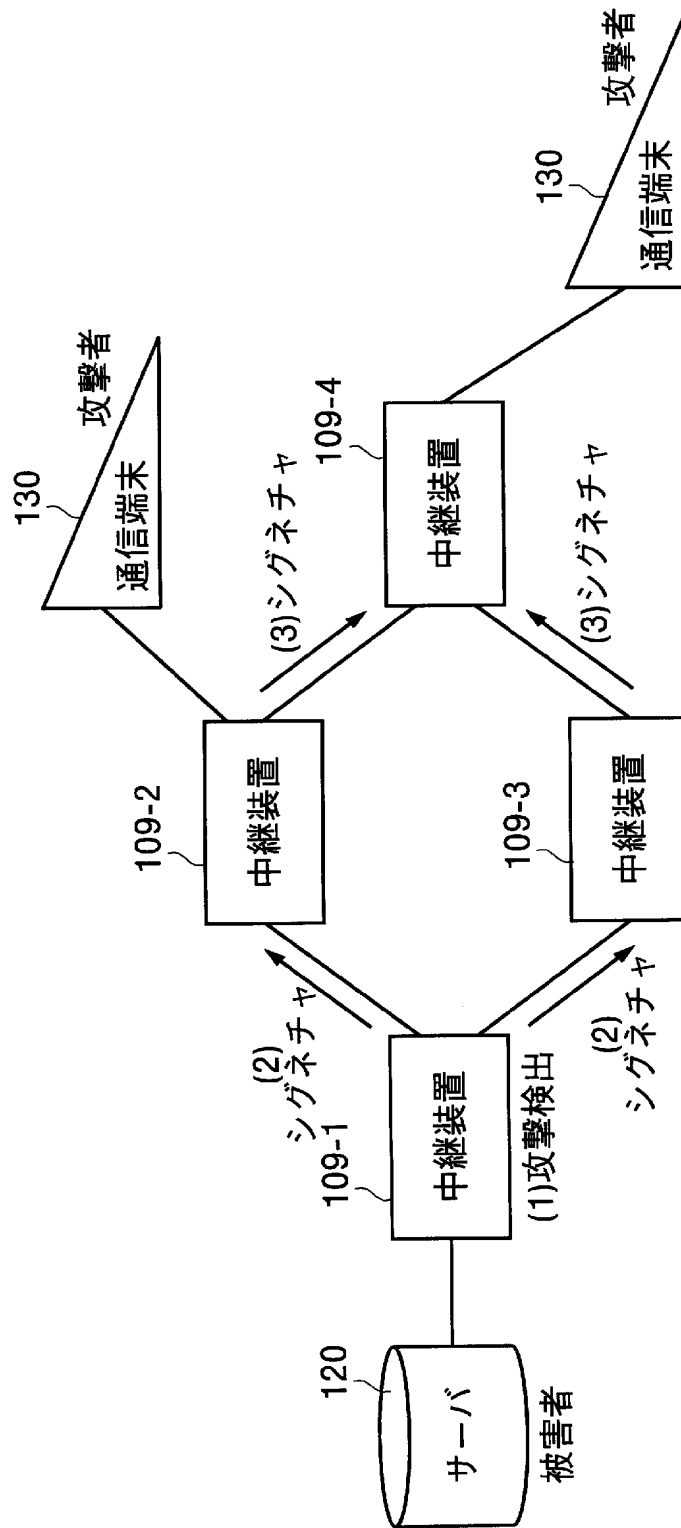 130
攻撃者
通信端末
130
攻撃者
通信端末
109-4
中継装置
(3)シグネチャ
(3)シグネチャ
109-2
中継装置
109-3
中継装置
(2)
シグネチャ
(2)
シグネチャ
109-1
中継装置
(1)攻撃検出
120
サーバ
被害者